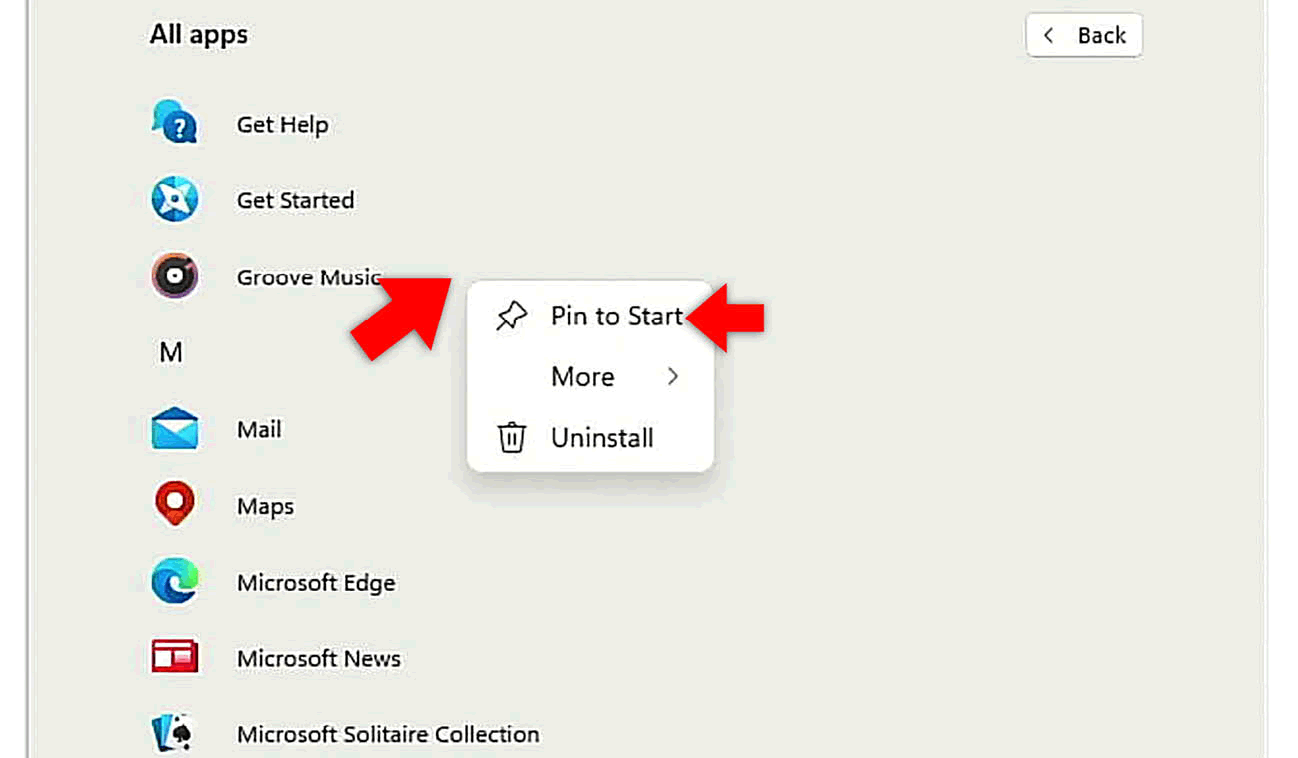 All apps
Back
Get Help
Get Started
Groove Music
Pin to Start
M
More
Mail
Uninstall
Maps
Microsoft Edge
Microsoft News
Microsoft Solitaire Collection